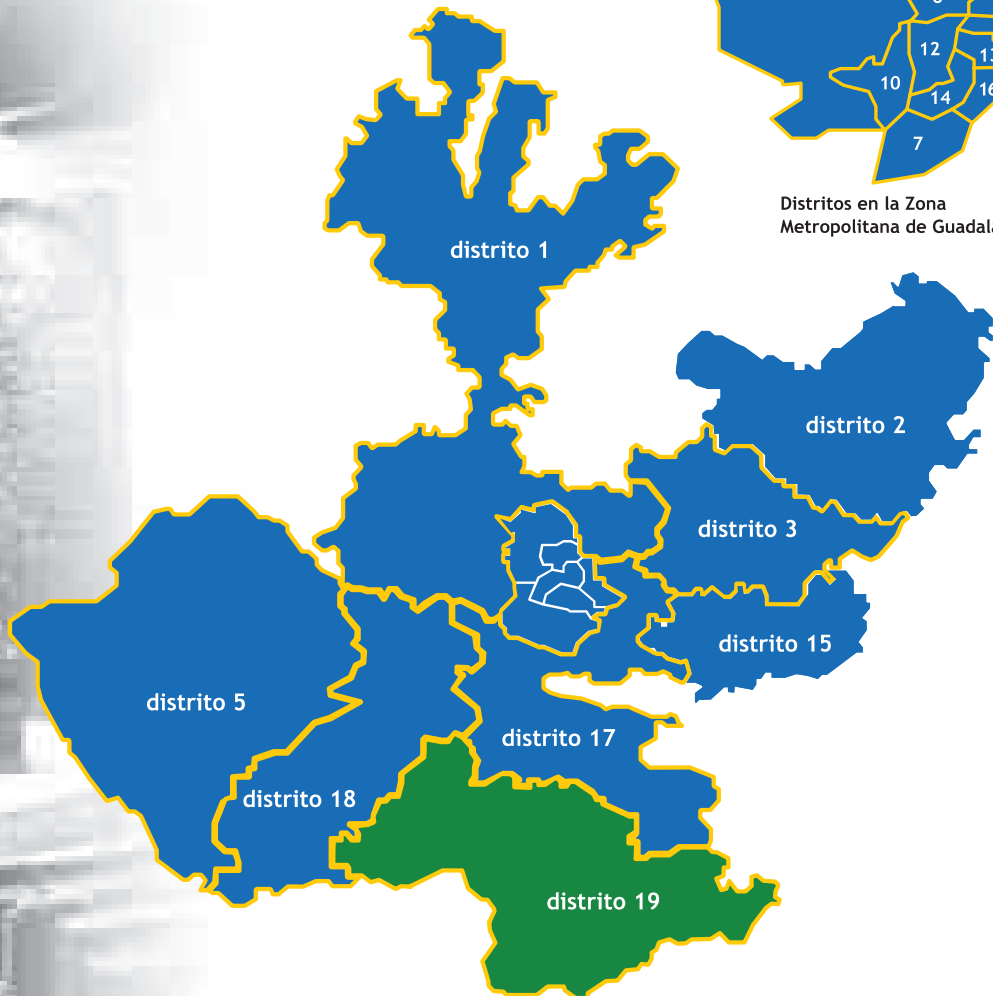 12
13
10
16
14
7
Distritos en la Zona
Metropolitana de
distrito 1
distrito 2
distrito 3
distrito 15
distrito 5
distrito 17
distrito 18
distrito 19